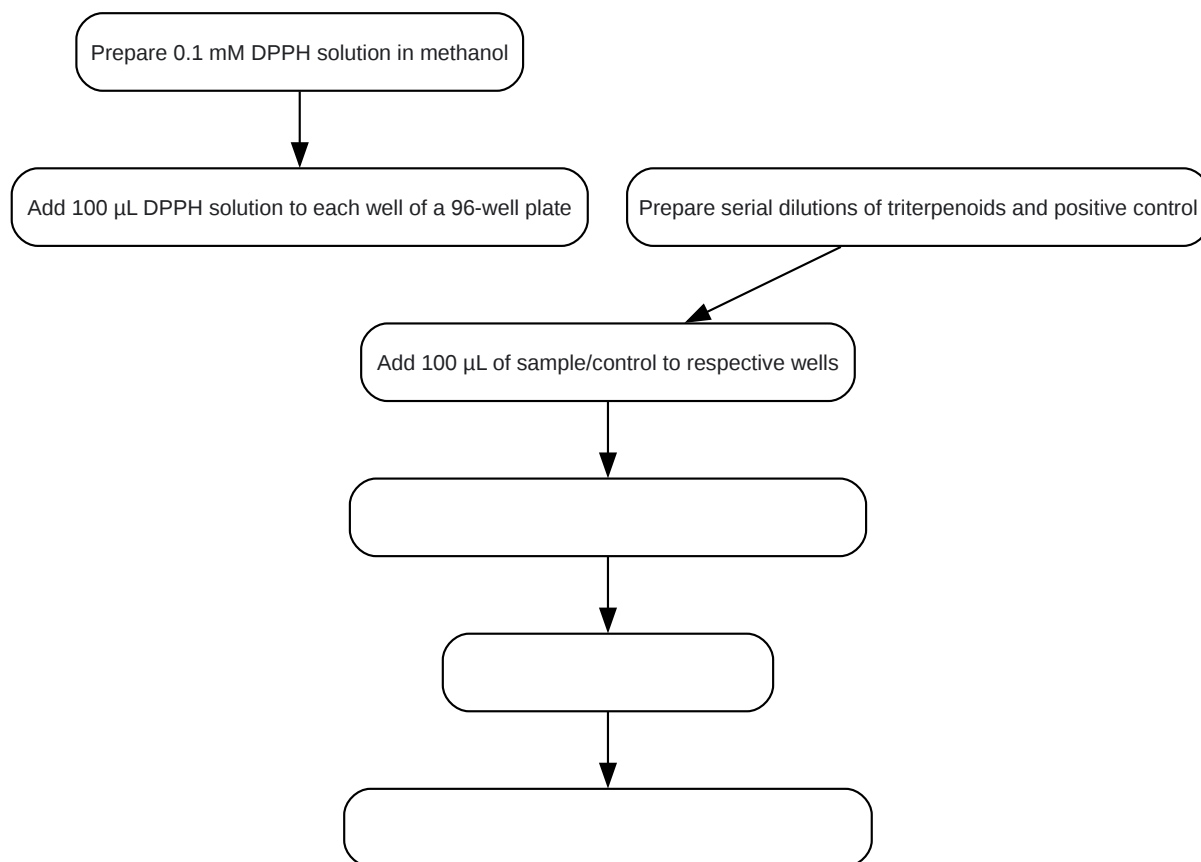 Prepare 0.1 mM DPPH solution in methanol
Add 100 µL DPPH solution to each well of a 96-well plate
Prepare serial dilutions of triterpenoids and positive control
Add 100 µL of sample/control to respective wells